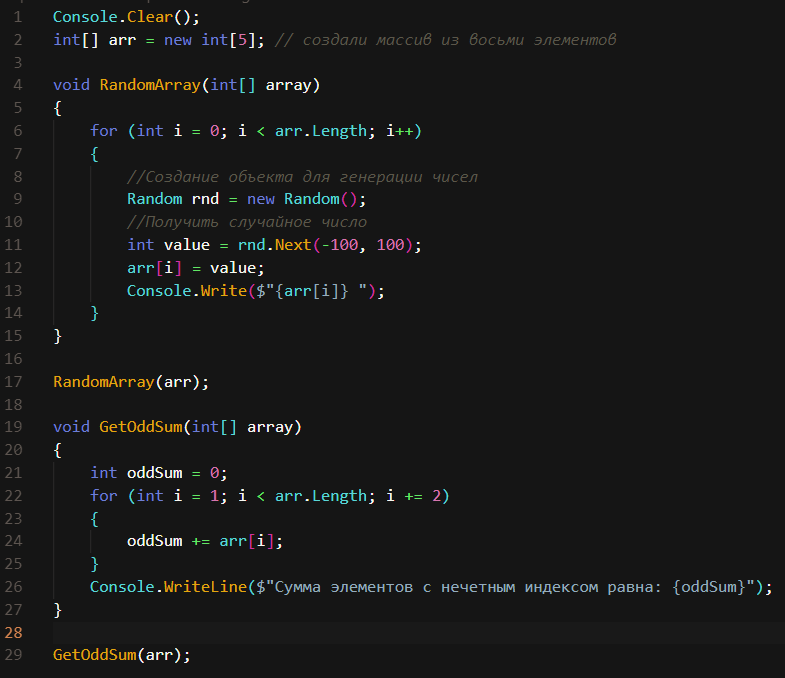 1 Console.Clear();
2 int[] arr = new int[5]; // создали массив из восьми элементов
3
4 void RandomArray(int[] array)
5 {
6 for (int i = 0; i < arr.Length; i++)
7 {
8 //Создание объекта для генерации чисел
9 Random rnd = new Random();
10 //Получить случайное число
11 int value = rnd.Next(-100, 100);
12 arr[i] = value;
13 Console.Write($"{arr[i]} ");
14 }
15 }
16
17 RandomArray(arr);
18
19 void GetOddSum(int[] array)
20 {
21 int oddSum = 0;
22 for (int i = 1; i < arr.Length; i += 2)
23 {
24 oddSum += arr[i];
25 }
26 Console.WriteLine($"Сумма элементов с нечетным индексом равна: {oddSum}");
27 }
28
29 GetOddSum(arr);